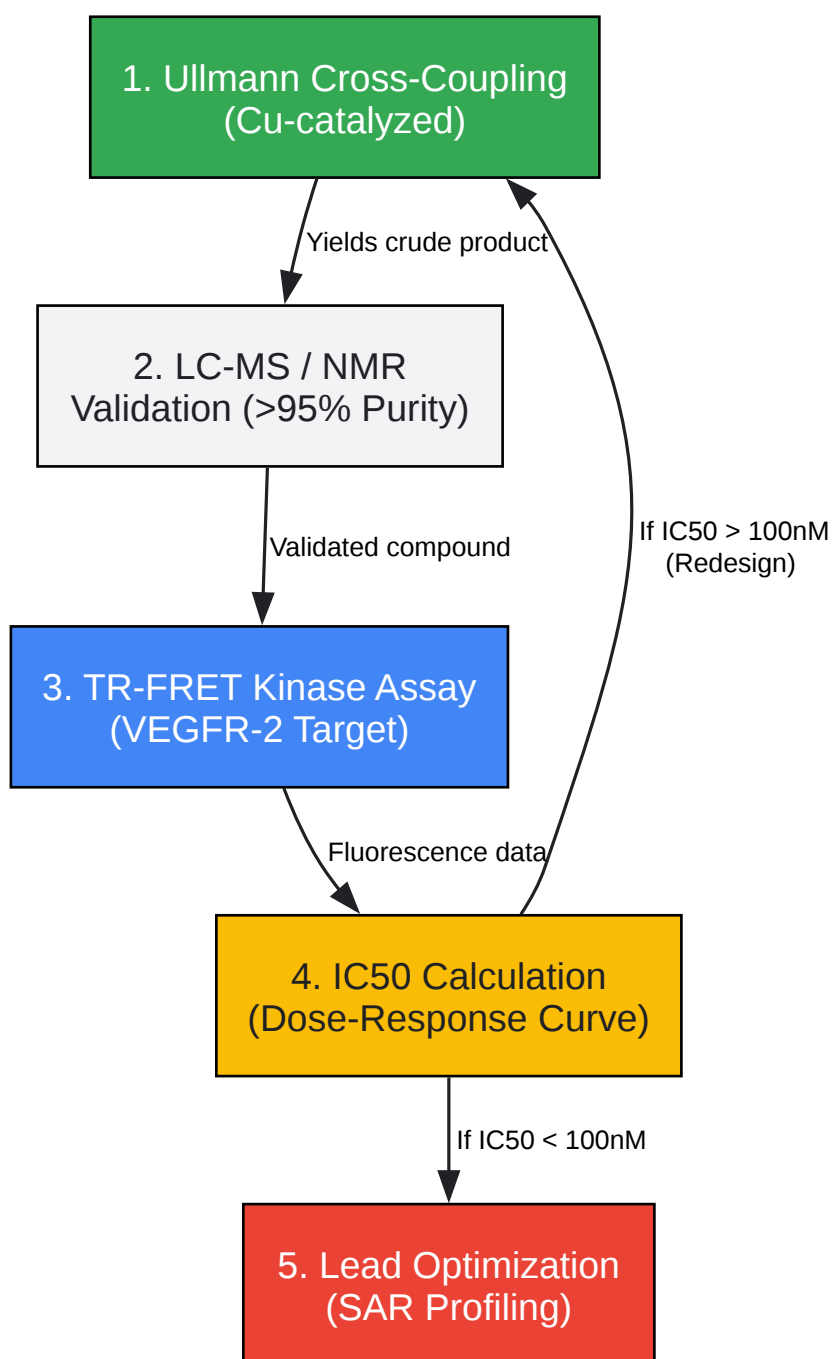 1. Ullmann Cross-Coupling
(Cu-catalyzed)
Yields crude product
2. LC-MS / NMR
Validation (>95% Purity)
If IC50 > 100nM
(Redesign)
Validated compound
3. TR-FRET Kinase Assay
(VEGFR-2 Target)
Fluorescence data
4. IC50 Calculation
(Dose-Response Curve)
If IC50 < 100nM
5. Lead Optimization
(SAR Profiling)